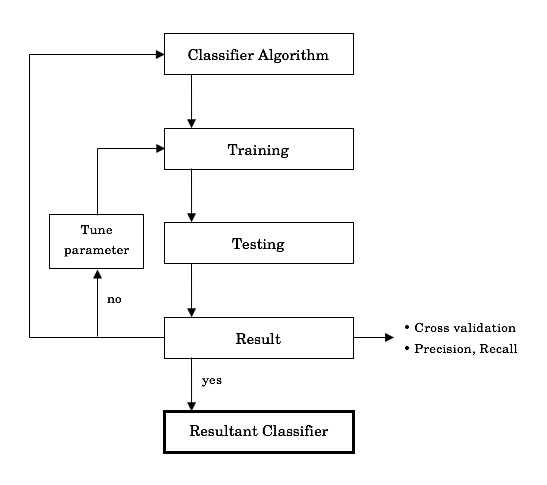 Classifier Algorithm
Training
Tune
parameter
Testing
no
Result
• Cross validation
• Precision, Recall
yes
Resultant Classifier